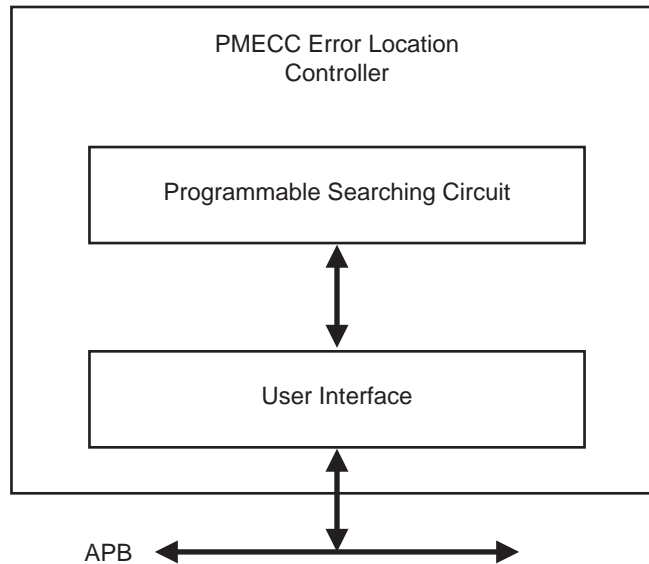 PMECC Error Location
Controller
Programmable Searching Circuit
User Interface
APB